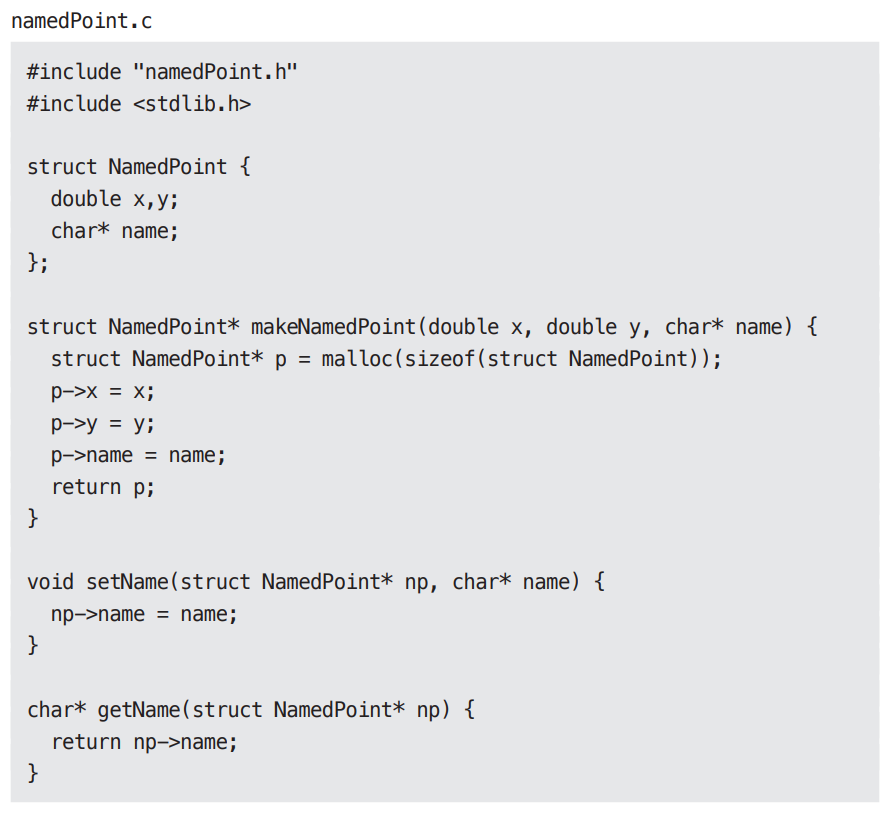 namedPoint.c
#include "namedPoint.h"
#include <stdlib.h>
struct NamedPoint {
  double x,y;
  char* name;
};
struct NamedPoint* makeNamedPoint(double x, double y, char* name) {
  struct NamedPoint* p = malloc(sizeof(struct NamedPoint));
  p->x = x;
  p->y = y;
  p->name = name;
  return p;
}
void setName(struct NamedPoint* np, char* name) {
  np->name = name;
}
char* getName(struct NamedPoint* np) {
  return np->name;
}